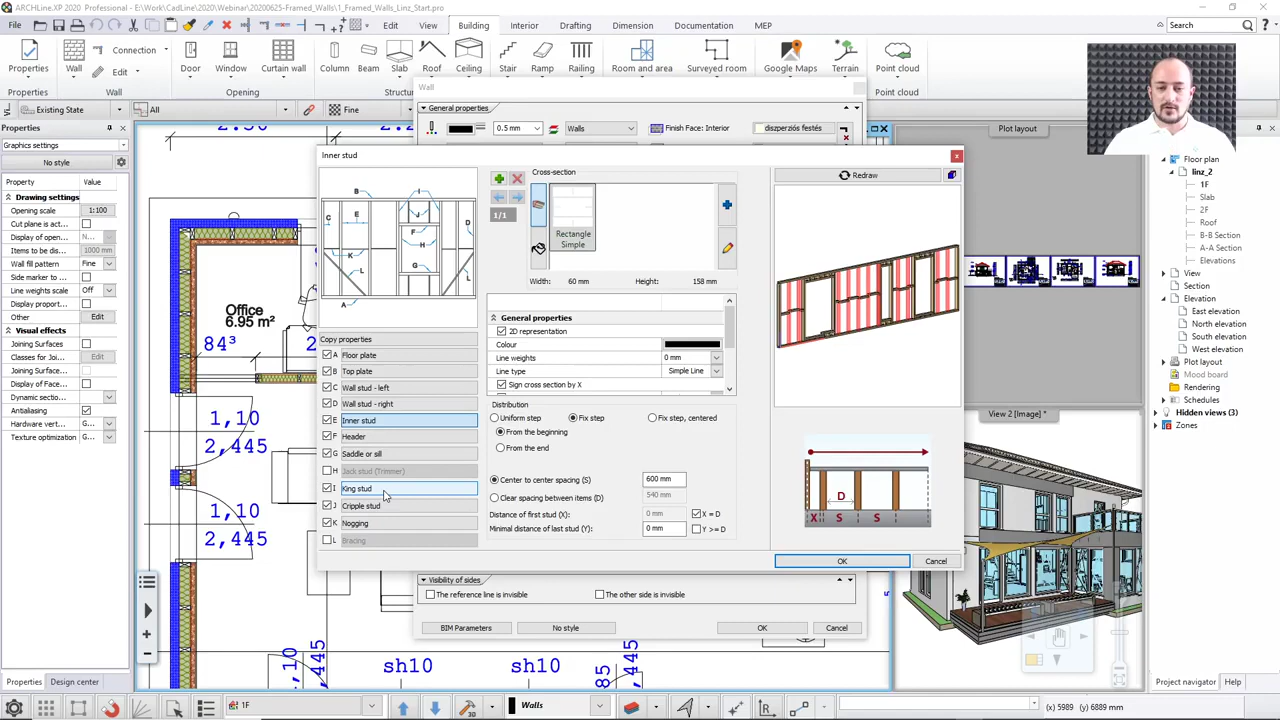 ARCHLine.XP 2020 Professional - E:\Work\CadLine\2020\Webinar\20200625-Framed_Walls\1_Framed_Walls_Linz_Start.pro
Edit View Building Interior Drafting Dimension Documentation MEP Search
Connection
Edit
Properties Wall Door Window Curtain wall Column Beam Slab Roof Ceiling Stair Ramp Railing Room and area Surveyed room Google Maps Terrain Point cloud
Properties Wall Opening Point cloud
Existing State All Fine
Properties
Graphics settings
No style
Property Value
Drawing settings
Opening scale 1:100
Cut plane is act...
Display of open... N...
Items to be dis... 1000 mm
Wall fill pattern Fine
Side marker to ...
Line weights scale Off
Display proport...
Other Edit
Visual effects
Joining Surfaces
Classes for Joi... Edit
Joining Surfac...
Display of Face...
Dynamic sectio...
Antialiasing
Hardware vert... G...
Texture optimization G...
Properties Design center
Office
6.95 m²
84³
1,10
2,445
1,10
2,445
sh10 sh10
Wall
General properties
0.5 mm Walls Finish Face: Interior diszperziós festés
Inner stud
B I
C E J D
F
H
K
G
L L
A
Copy properties
A Floor plate
B Top plate
C Wall stud - left
D Wall stud - right
E Inner stud
F Header
G Saddle or sill
H Jack stud (Trimmer)
I King stud
J Cripple stud
K Nogging
L Bracing
1/1
Cross-section
Rectangle
Simple
Width: 60 mm Height: 158 mm
General properties
2D representation
Colour
Line weights 0 mm
Line type Simple Line
Sign cross section by X
Distribution
Uniform step Fix step Fix step, centered
From the beginning
From the end
Center to center spacing (S) 600 mm
Clear spacing between items (D) 540 mm
Distance of first stud (X): 0 mm X = D
Minimal distance of last stud (Y): 0 mm Y >= D
Redraw
D
X S S
OK Cancel
Visibility of sides
The reference line is invisible The other side is invisible
BIM Parameters No style OK Cancel
Plot layout
View 2 [Image] *
Floor plan
linz_2
1F
Slab
2F
Roof
B-B Section
A-A Section
Elevations
View
Section
Elevation
East elevation
North elevation
South elevation
West elevation
Plot layout
Mood board
Rendering
Schedules
Hidden views (3)
Zones
Project navigator Help
1F Walls
(x) 5989 (y) 6889 mm